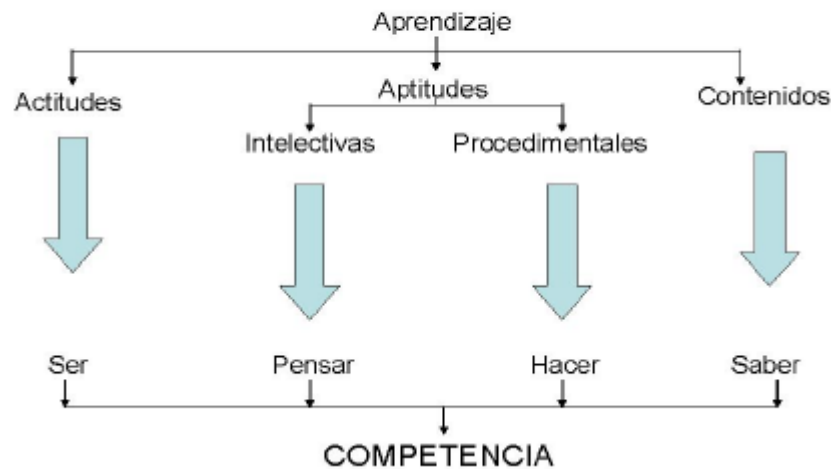 Aprendizaje
Actitudes
Aptitudes
Contenidos
Intelectivas
Procedimentales
Ser
Pensar
Hacer
Saber
COMPETENCIA